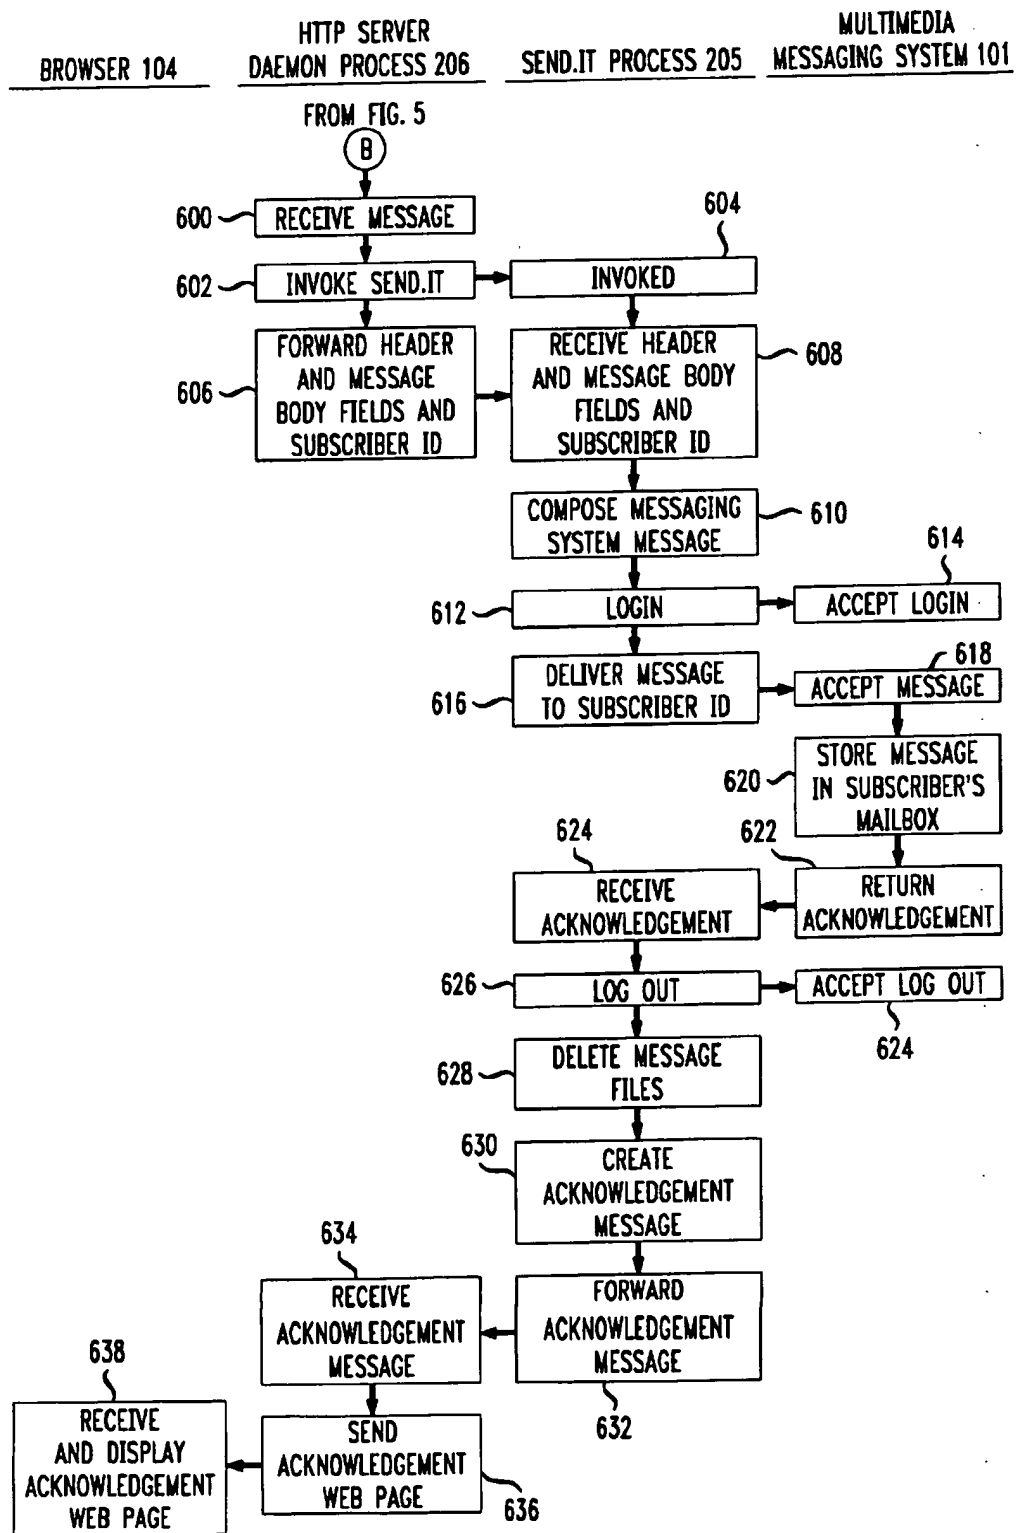 BROWSER 104
HTTP SERVER
DAEMON PROCESS 206
SEND.IT PROCESS 205
MULTIMEDIA
MESSAGING SYSTEM 101
FROM FIG. 5
B
600
RECEIVE MESSAGE
602
INVOKE SEND.IT
604
INVOKED
606
FORWARD HEADER
AND MESSAGE
BODY FIELDS AND
SUBSCRIBER ID
RECEIVE HEADER
AND MESSAGE BODY
FIELDS AND
SUBSCRIBER ID
608
COMPOSE MESSAGING
SYSTEM MESSAGE
610
612
LOGIN
614
ACCEPT LOGIN
616
DELIVER MESSAGE
TO SUBSCRIBER ID
618
ACCEPT MESSAGE
620
STORE MESSAGE
IN SUBSCRIBER'S
MAILBOX
622
RETURN
ACKNOWLEDGEMENT
624
RECEIVE
ACKNOWLEDGEMENT
626
LOG OUT
ACCEPT LOG OUT
624
628
DELETE MESSAGE
FILES
630
CREATE
ACKNOWLEDGEMENT
MESSAGE
FORWARD
ACKNOWLEDGEMENT
MESSAGE
632
634
RECEIVE
ACKNOWLEDGEMENT
MESSAGE
SEND
ACKNOWLEDGEMENT
WEB PAGE
636
638
RECEIVE
AND DISPLAY
ACKNOWLEDGEMENT
WEB PAGE